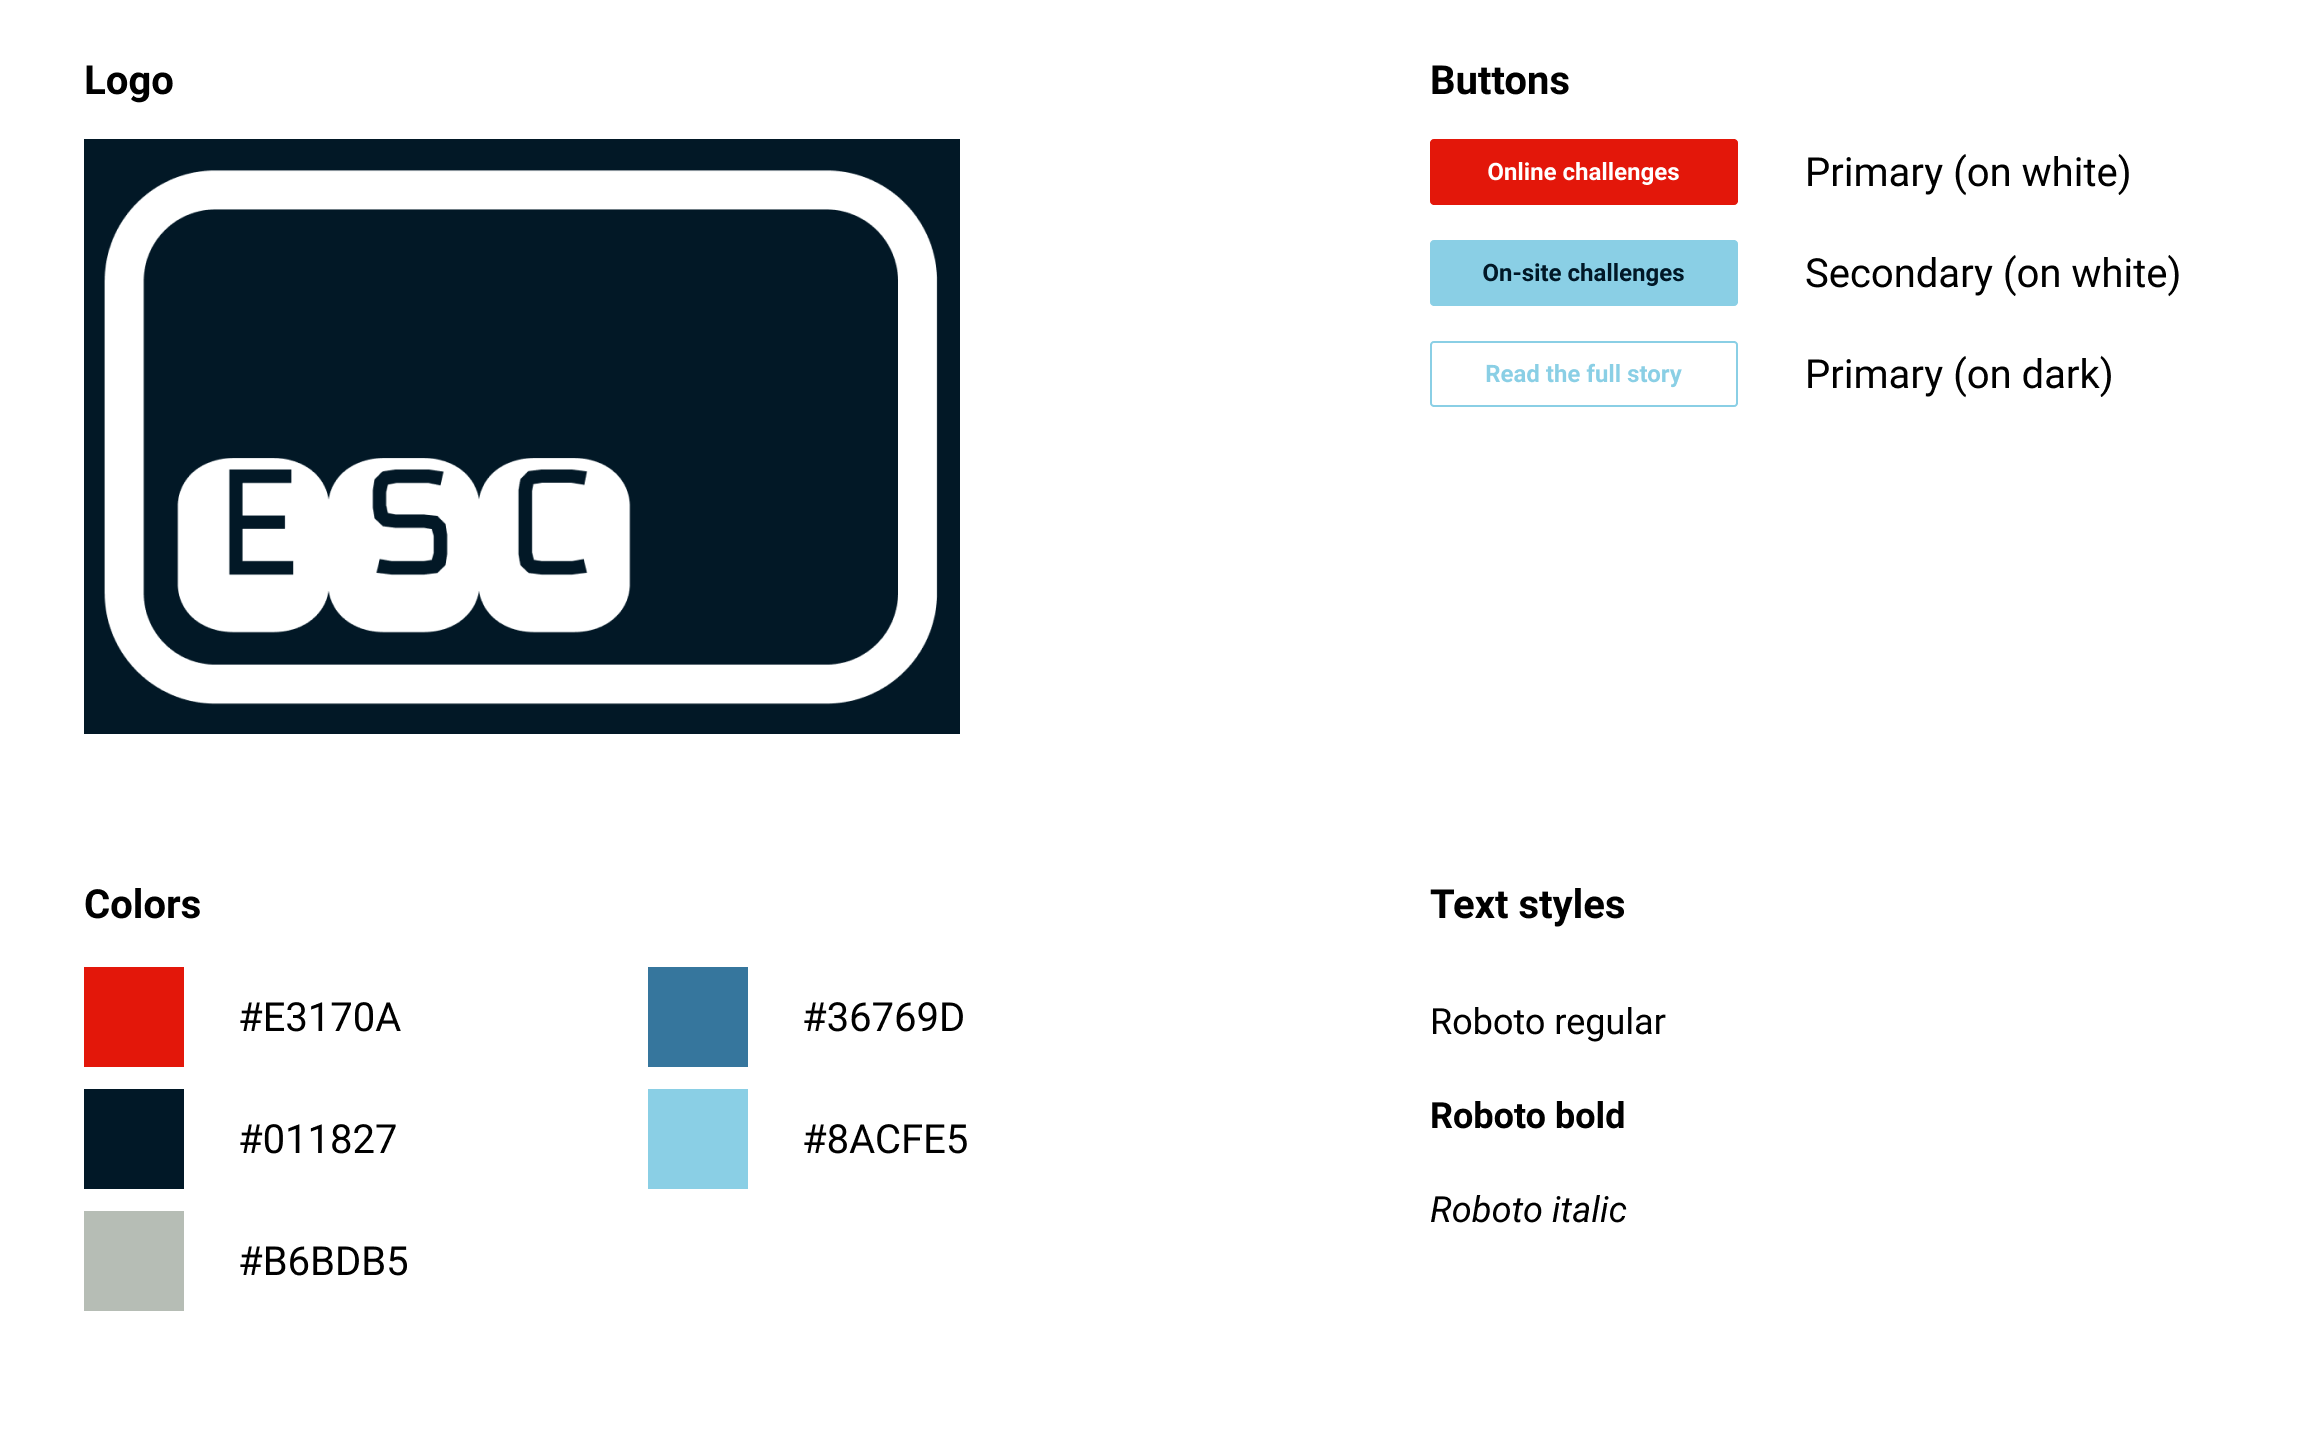 Logo
ESC
Buttons
Online challenges
Primary (on white)
On-site challenges
Secondary (on white)
Read the full story
Primary (on dark)
Colors
#E3170A
#36769D
#011827
#8ACFE5
#B6BDB5
Text styles
Roboto regular
Roboto bold
Roboto italic